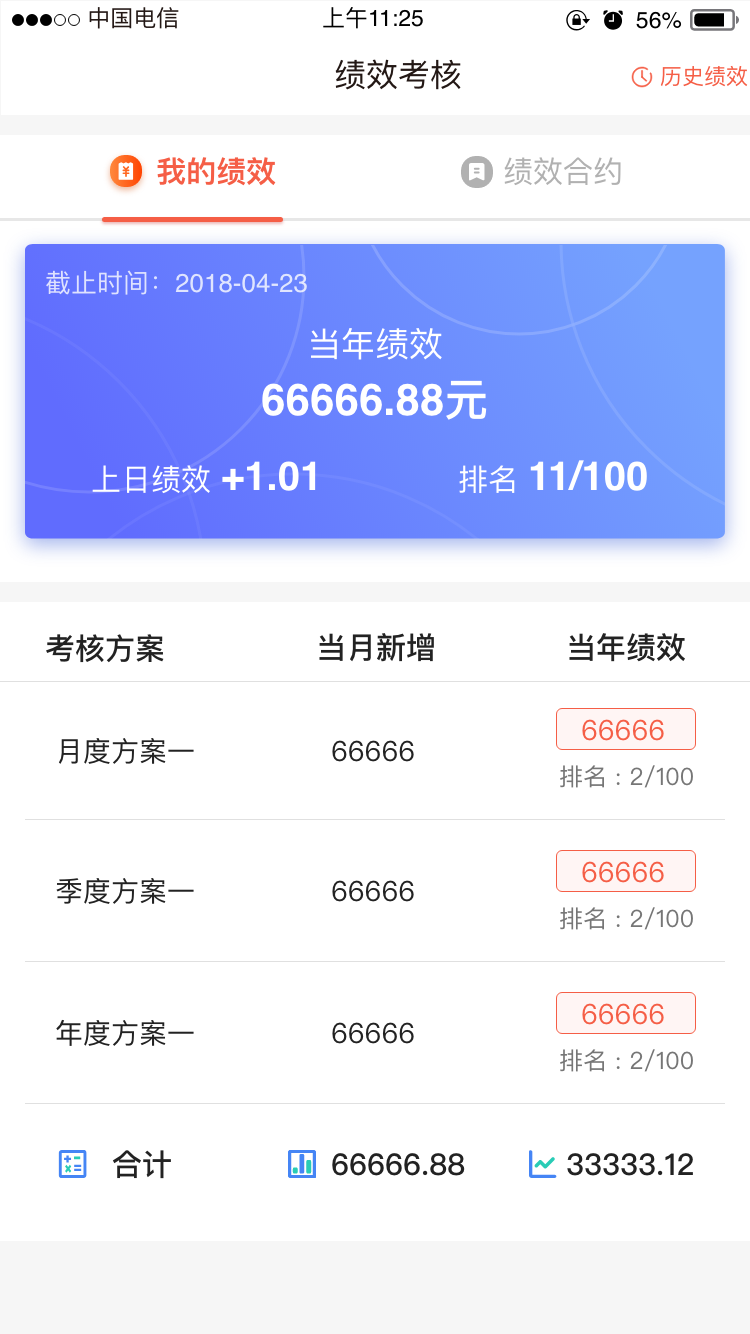 中国电信 上午11:25 56%
绩效考核 历史绩效
我的绩效 绩效合约
截止时间：2018-04-23
当年绩效
66666.88元
上日绩效 +1.01 排名 11/100
考核方案 当月新增 当年绩效
月度方案一 66666 66666
排名：2/100
季度方案一 66666 66666
排名：2/100
年度方案一 66666 66666
排名：2/100
合计 66666.88 33333.12